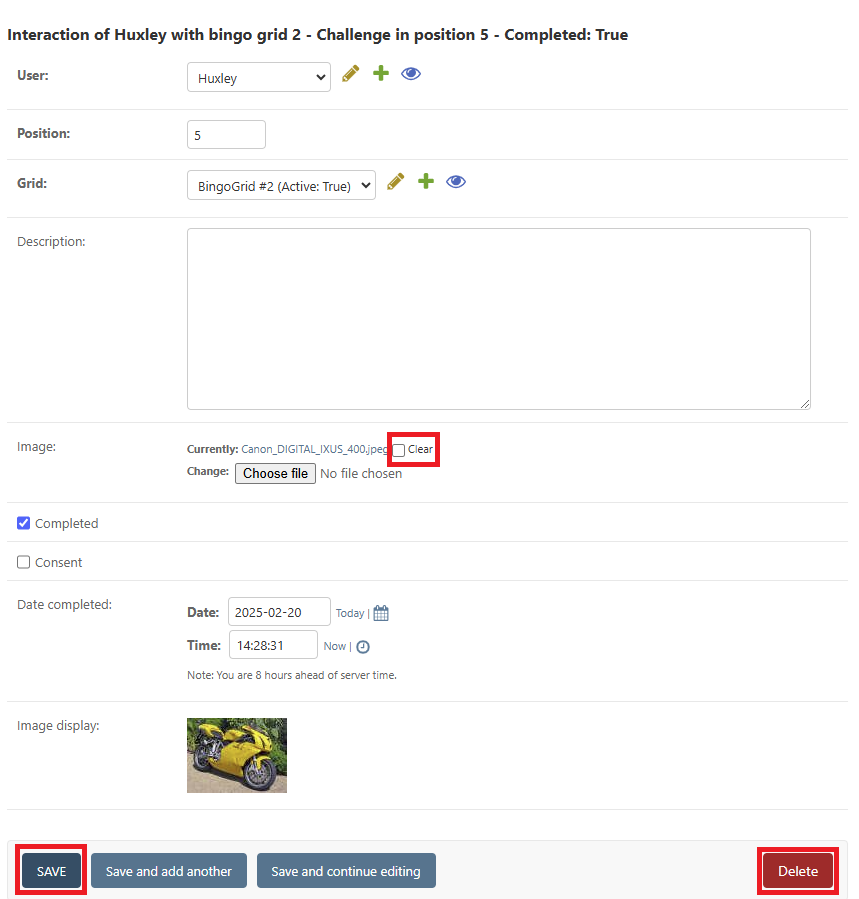 Interaction of Huxley with bingo grid 2 - Challenge in position 5 - Completed: True
User:
Huxley
Position:
5
Grid:
BingoGrid #2 (Active: True)
Description:
Image:
Currently: Canon_DIGITAL_IXUS_400.jpeg Clear
Change: Choose file No file chosen
Completed
Consent
Date completed:
Date: 2025-02-20 Today |
Time: 14:28:31 Now |
Note: You are 8 hours ahead of server time.
Image display:
SAVE Save and add another Save and continue editing Delete